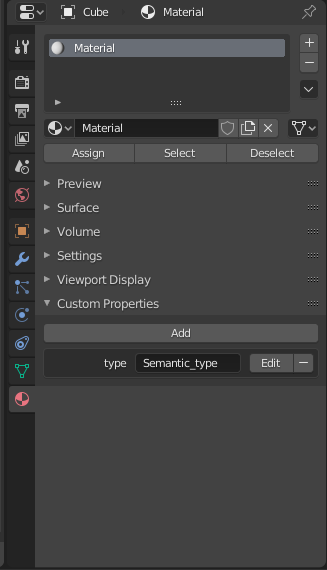 Cube Material
Material
Material
Assign Select Deselect
Preview
Surface
Volume
Settings
Viewport Display
Custom Properties
Add
type Semantic_type Edit